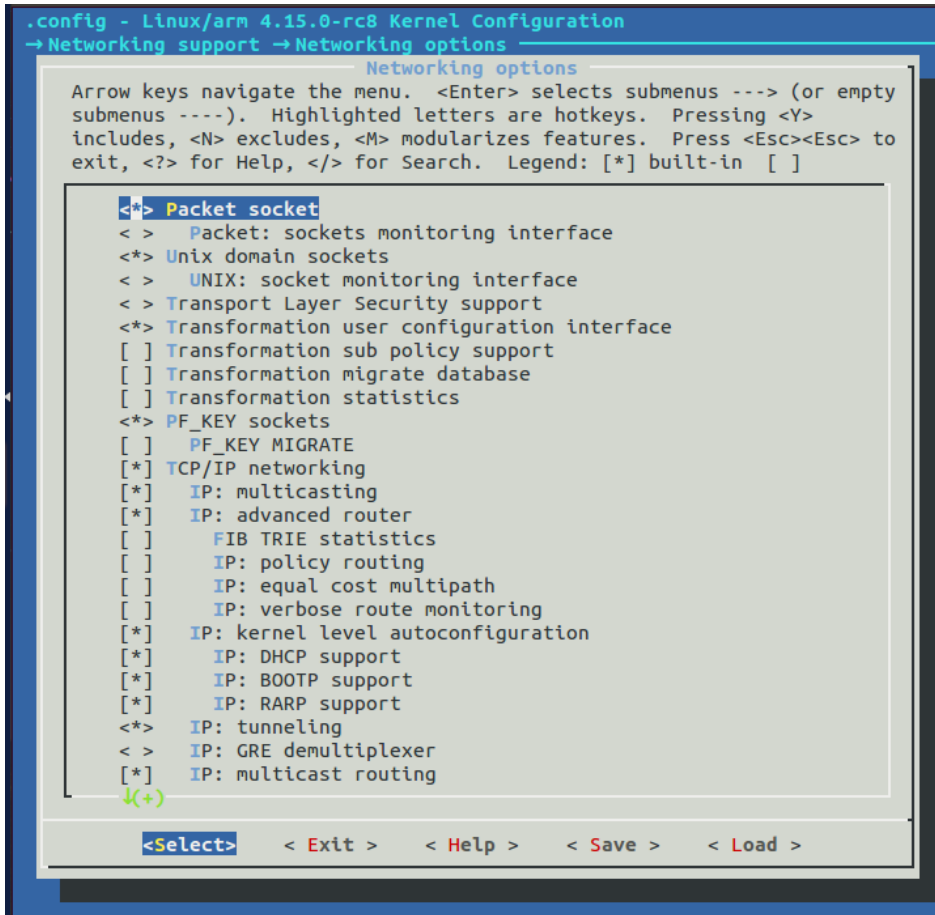 .config - Linux/arm 4.15.0-rc8 Kernel Configuration
→ Networking support → Networking options
Networking options
Arrow keys navigate the menu.  <Enter> selects submenus ---> (or empty
submenus ----).  Highlighted letters are hotkeys.  Pressing <Y>
includes, <N> excludes, <M> modularizes features.  Press <Esc><Esc> to
exit, <?> for Help, </> for Search.  Legend: [*] built-in  [ ]
<*> Packet socket
< >   Packet: sockets monitoring interface
<*> Unix domain sockets
< >   UNIX: socket monitoring interface
< > Transport Layer Security support
<*> Transformation user configuration interface
[ ] Transformation sub policy support
[ ] Transformation migrate database
[ ] Transformation statistics
<*> PF_KEY sockets
[ ]   PF_KEY MIGRATE
[*] TCP/IP networking
[*]   IP: multicasting
[*]   IP: advanced router
[ ]     FIB TRIE statistics
[ ]     IP: policy routing
[ ]     IP: equal cost multipath
[ ]     IP: verbose route monitoring
[*]   IP: kernel level autoconfiguration
[*]     IP: DHCP support
[*]     IP: BOOTP support
[*]     IP: RARP support
<*>   IP: tunneling
< >   IP: GRE demultiplexer
[*]   IP: multicast routing
↓(+)
<Select>    < Exit >    < Help >    < Save >    < Load >